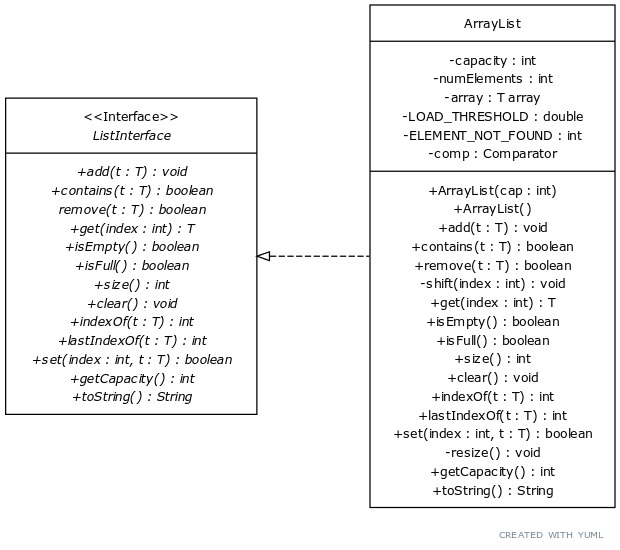 <<Interface>>
ListInterface
+add(t : T) : void
+contains(t : T) : boolean
remove(t : T) : boolean
+get(index : int) : T
+isEmpty() : boolean
+isFull() : boolean
+size() : int
+clear() : void
+indexOf(t : T) : int
+lastIndexOf(t : T) : int
+set(index : int, t : T) : boolean
+getCapacity() : int
+toString() : String
ArrayList
-capacity : int
-numElements : int
-array : T array
-LOAD_THRESHOLD : double
-ELEMENT_NOT_FOUND : int
-comp : Comparator
+ArrayList(cap : int)
+ArrayList()
+add(t : T) : void
+contains(t : T) : boolean
+remove(t : T) : boolean
-shift(index : int) : void
+get(index : int) : T
+isEmpty() : boolean
+isFull() : boolean
+size() : int
+clear() : void
+indexOf(t : T) : int
+lastIndexOf(t : T) : int
+set(index : int, t : T) : boolean
-resize() : void
+getCapacity() : int
+toString() : String
CREATED WITH YUML